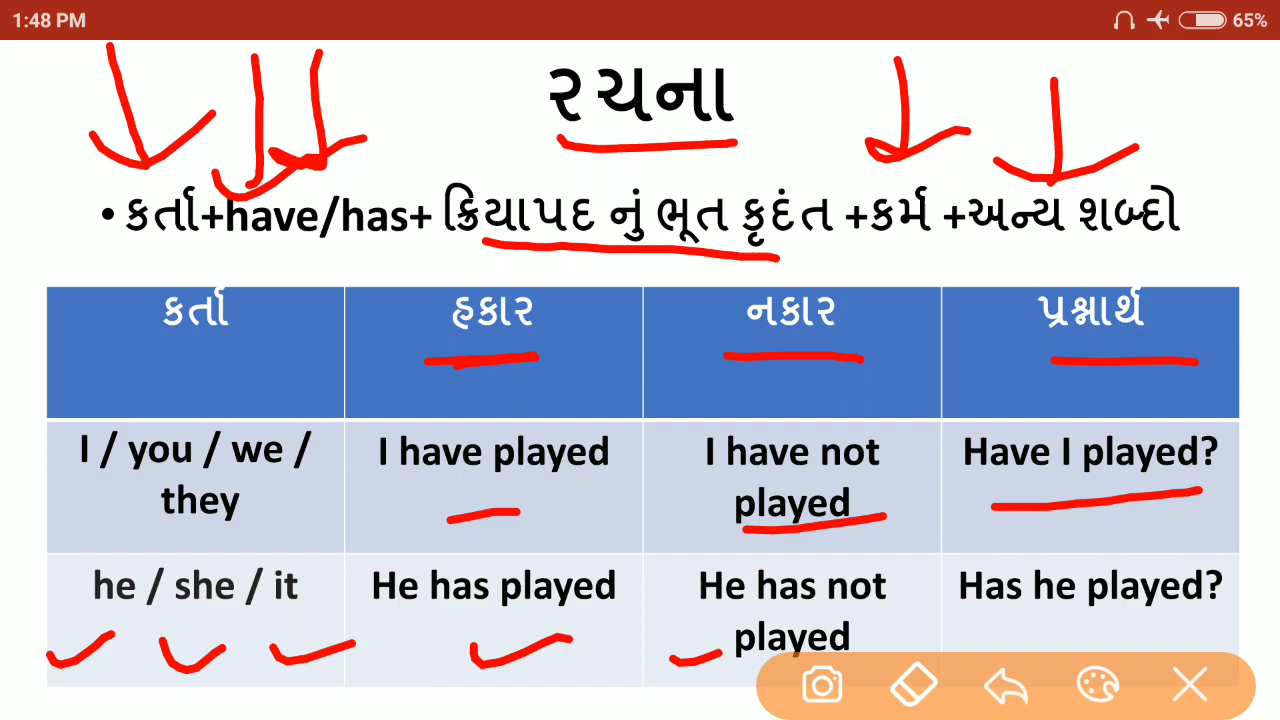 1:48 PM
65%
રચના
• કર્તા+have/has+ ક્રિયાપદ નું ભૂત કૃદંત +કર્મ +અન્ય શબ્દો
કર્તા હકાર નકાર પ્રશ્નાર્થ
I / you / we / they I have played I have not played Have I played?
he / she / it He has played He has not played Has he played?